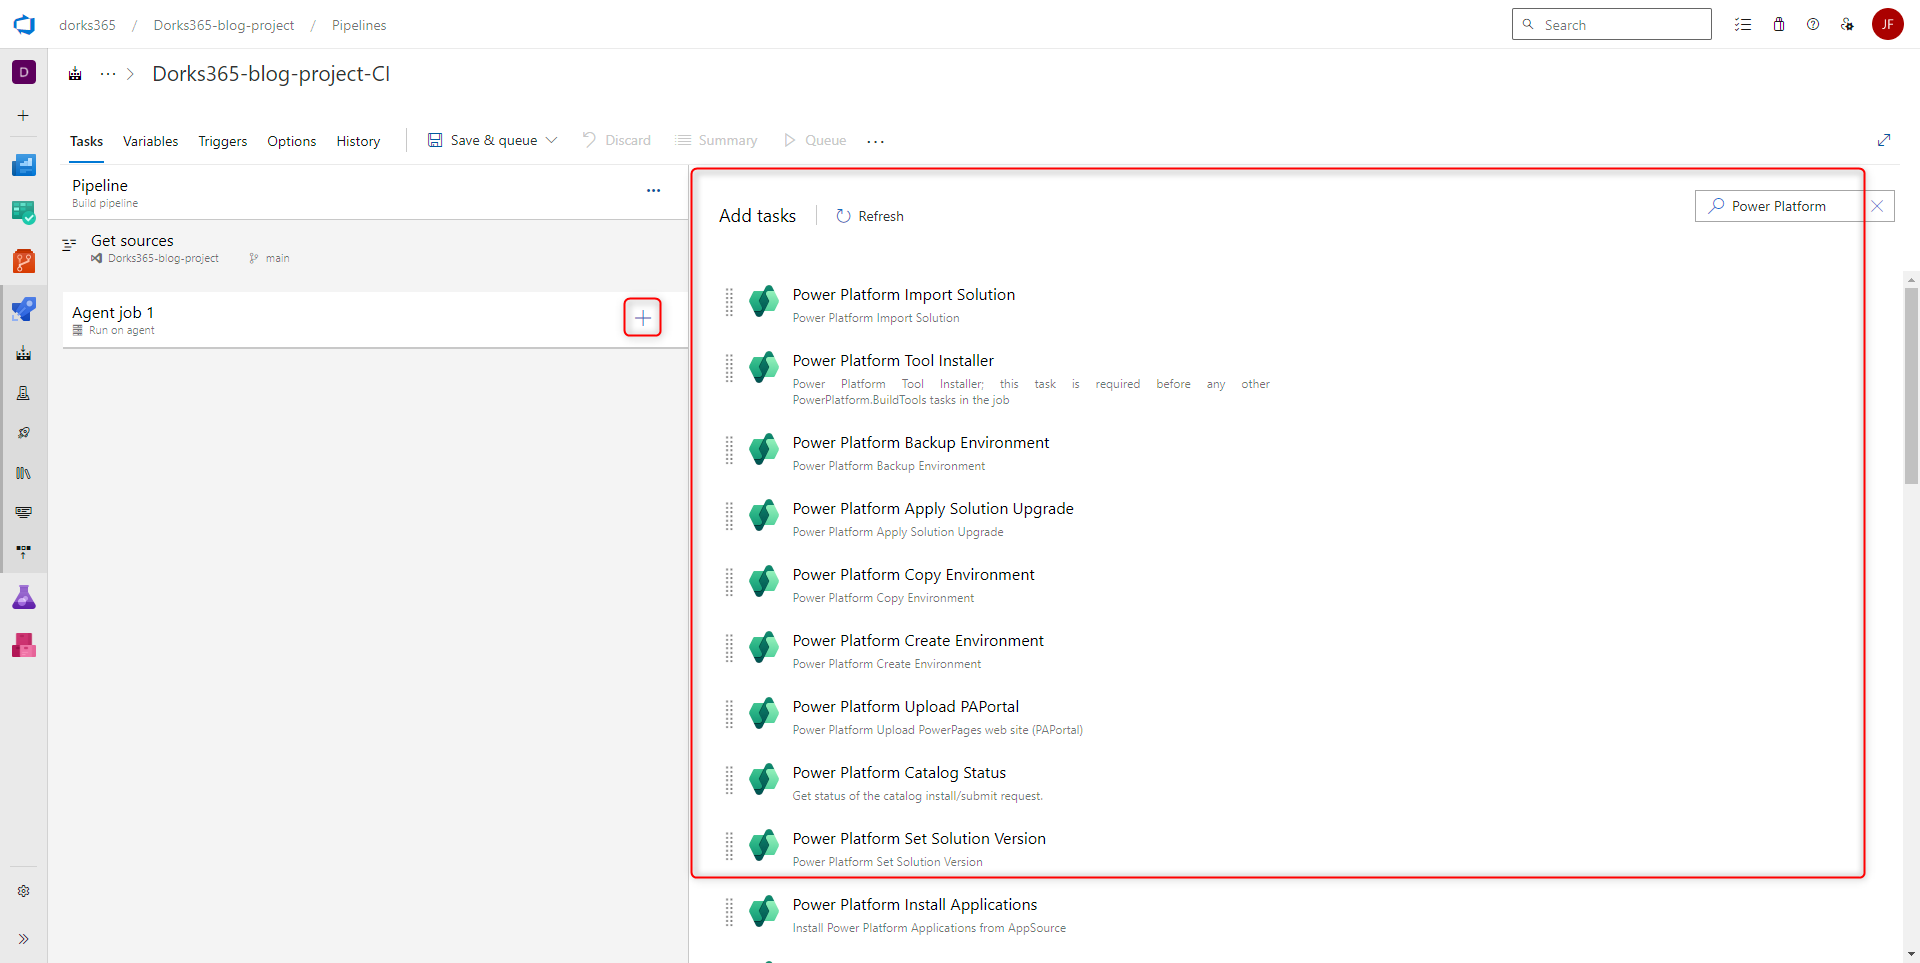 dorks365 / Dorks365-blog-project / Pipelines
Search
JF
D
... > Dorks365-blog-project-CI
Tasks Variables Triggers Options History Save & queue Discard Summary Queue ...
Pipeline
Build pipeline
...
Get sources
Dorks365-blog-project main
Agent job 1
Run on agent
Add tasks Refresh
Power Platform
Power Platform Import Solution
Power Platform Import Solution
Power Platform Tool Installer
Power Platform Tool Installer; this task is required before any other
PowerPlatform.BuildTools tasks in the job
Power Platform Backup Environment
Power Platform Backup Environment
Power Platform Apply Solution Upgrade
Power Platform Apply Solution Upgrade
Power Platform Copy Environment
Power Platform Copy Environment
Power Platform Create Environment
Power Platform Create Environment
Power Platform Upload PAPortal
Power Platform Upload PowerPages web site (PAPortal)
Power Platform Catalog Status
Get status of the catalog install/submit request.
Power Platform Set Solution Version
Power Platform Set Solution Version
Power Platform Install Applications
Install Power Platform Applications from AppSource